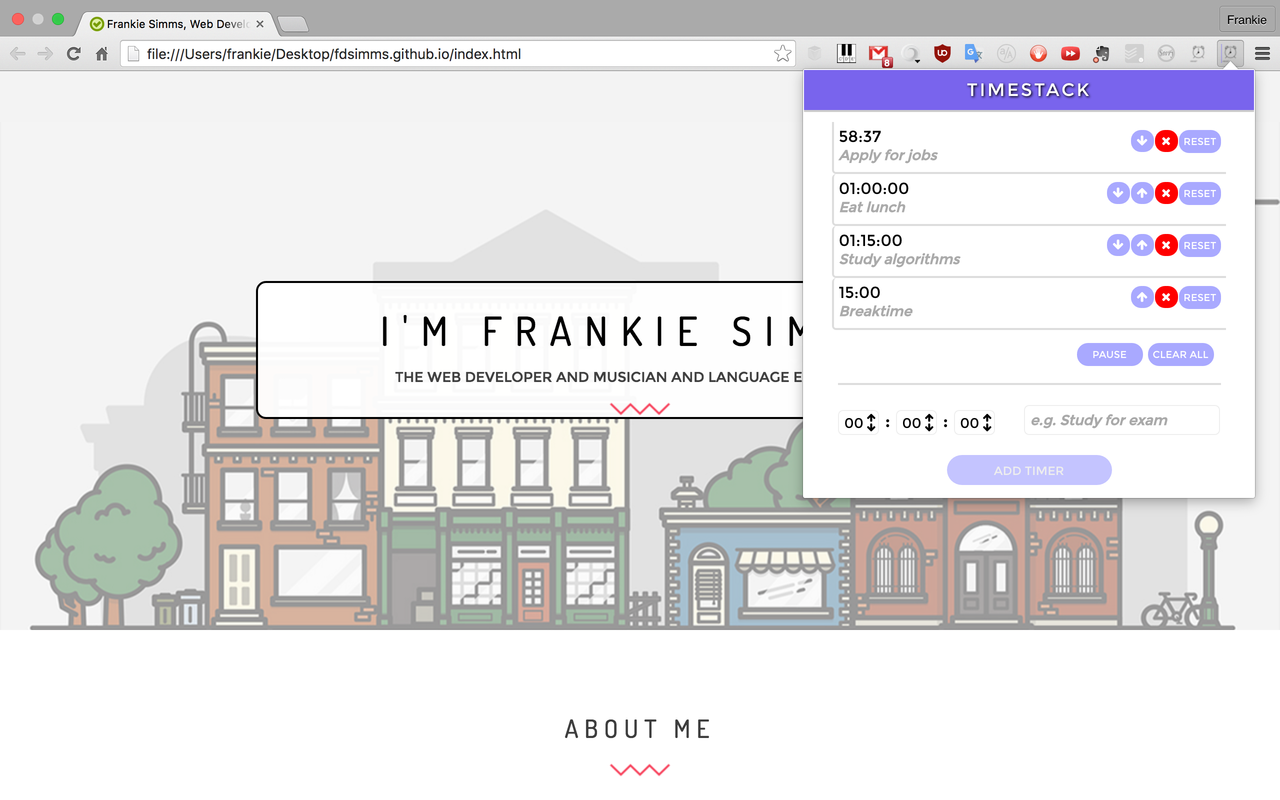 Frankie Simms, Web Devel
Frankie
file:///Users/frankie/Desktop/fdsimms.github.io/index.html
8
TIMESTACK
58:37
RESET
Apply for jobs
01:00:00
RESET
Eat lunch
01:15:00
RESET
Study algorithms
15:00
RESET
Breaktime
PAUSE CLEAR ALL
00 : 00 : 00 e.g. Study for exam
ADD TIMER
I'M FRANKIE SIM
THE WEB DEVELOPER AND MUSICIAN AND LANGUAGE E
ABOUT ME